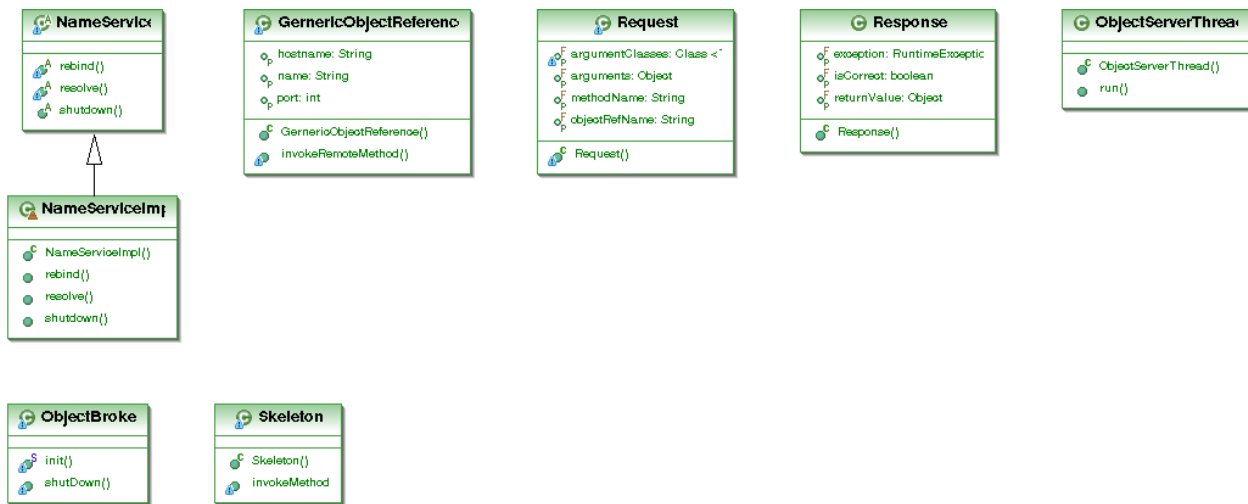 NameService
rebind()
resolve()
shutdown()
GernericObjectReferenc
hostname: String
name: String
port: int
GernericObjectReference()
invokeRemoteMethod()
Request
argumentClasses: Class <
arguments: Object
methodName: String
objectRefName: String
Request()
Response
exception: RuntimeExceptic
isCorrect: boolean
returnValue: Object
Response()
ObjectServerThrea
ObjectServerThread()
run()
NameServiceImp
NameServiceImpl()
rebind()
resolve()
shutdown()
ObjectBroke
init()
shutDown()
Skeleton
Skeleton()
invokeMethod